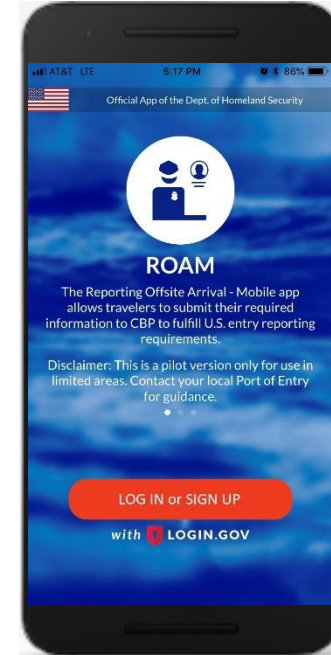 AT&T LTE 5:17 PM 86%
Official App of the Dept. of Homeland Security
ROAM
The Reporting Offsite Arrival - Mobile app
allows travelers to submit their required
information to CBP to fulfill U.S. entry reporting
requirements.
Disclaimer: This is a pilot version only for use in
limited areas. Contact your local Port of Entry
for guidance.
LOG IN or SIGN UP
with LOGIN.GOV